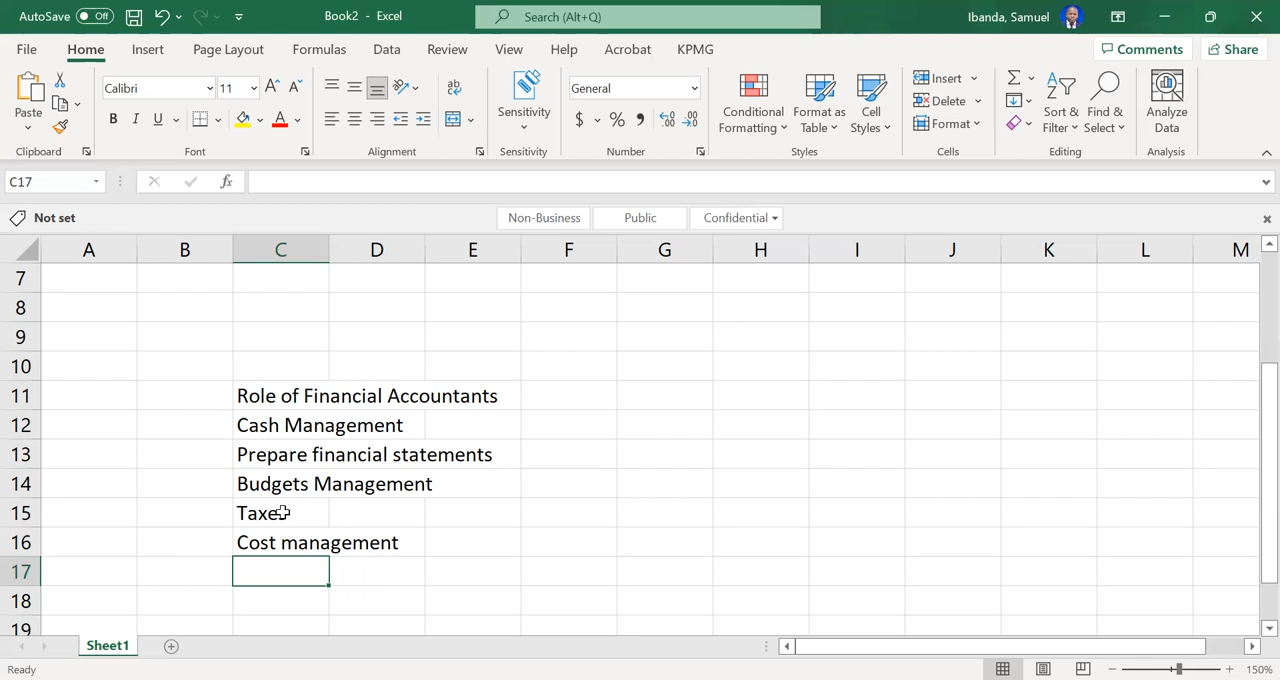 AutoSave Off Book2 - Excel Search (Alt+Q) Ibanda, Samuel
File Home Insert Page Layout Formulas Data Review View Help Acrobat KPMG Comments Share
Paste Calibri 11 Sensitivity General $ % 9 Conditional Formatting Format as Table Cell Styles Insert Delete Format Sort & Filter Find & Select Analyze Data
Clipboard Font Alignment Sensitivity Number Styles Cells Editing Analysis
C17 fx
Not set Non-Business Public Confidential
A B C D E F G H I J K L M
7
8
9
10
11 Role of Financial Accountants
12 Cash Management
13 Prepare financial statements
14 Budgets Management
15 Taxe
16 Cost management
17
18
19
Sheet1
Ready 150%